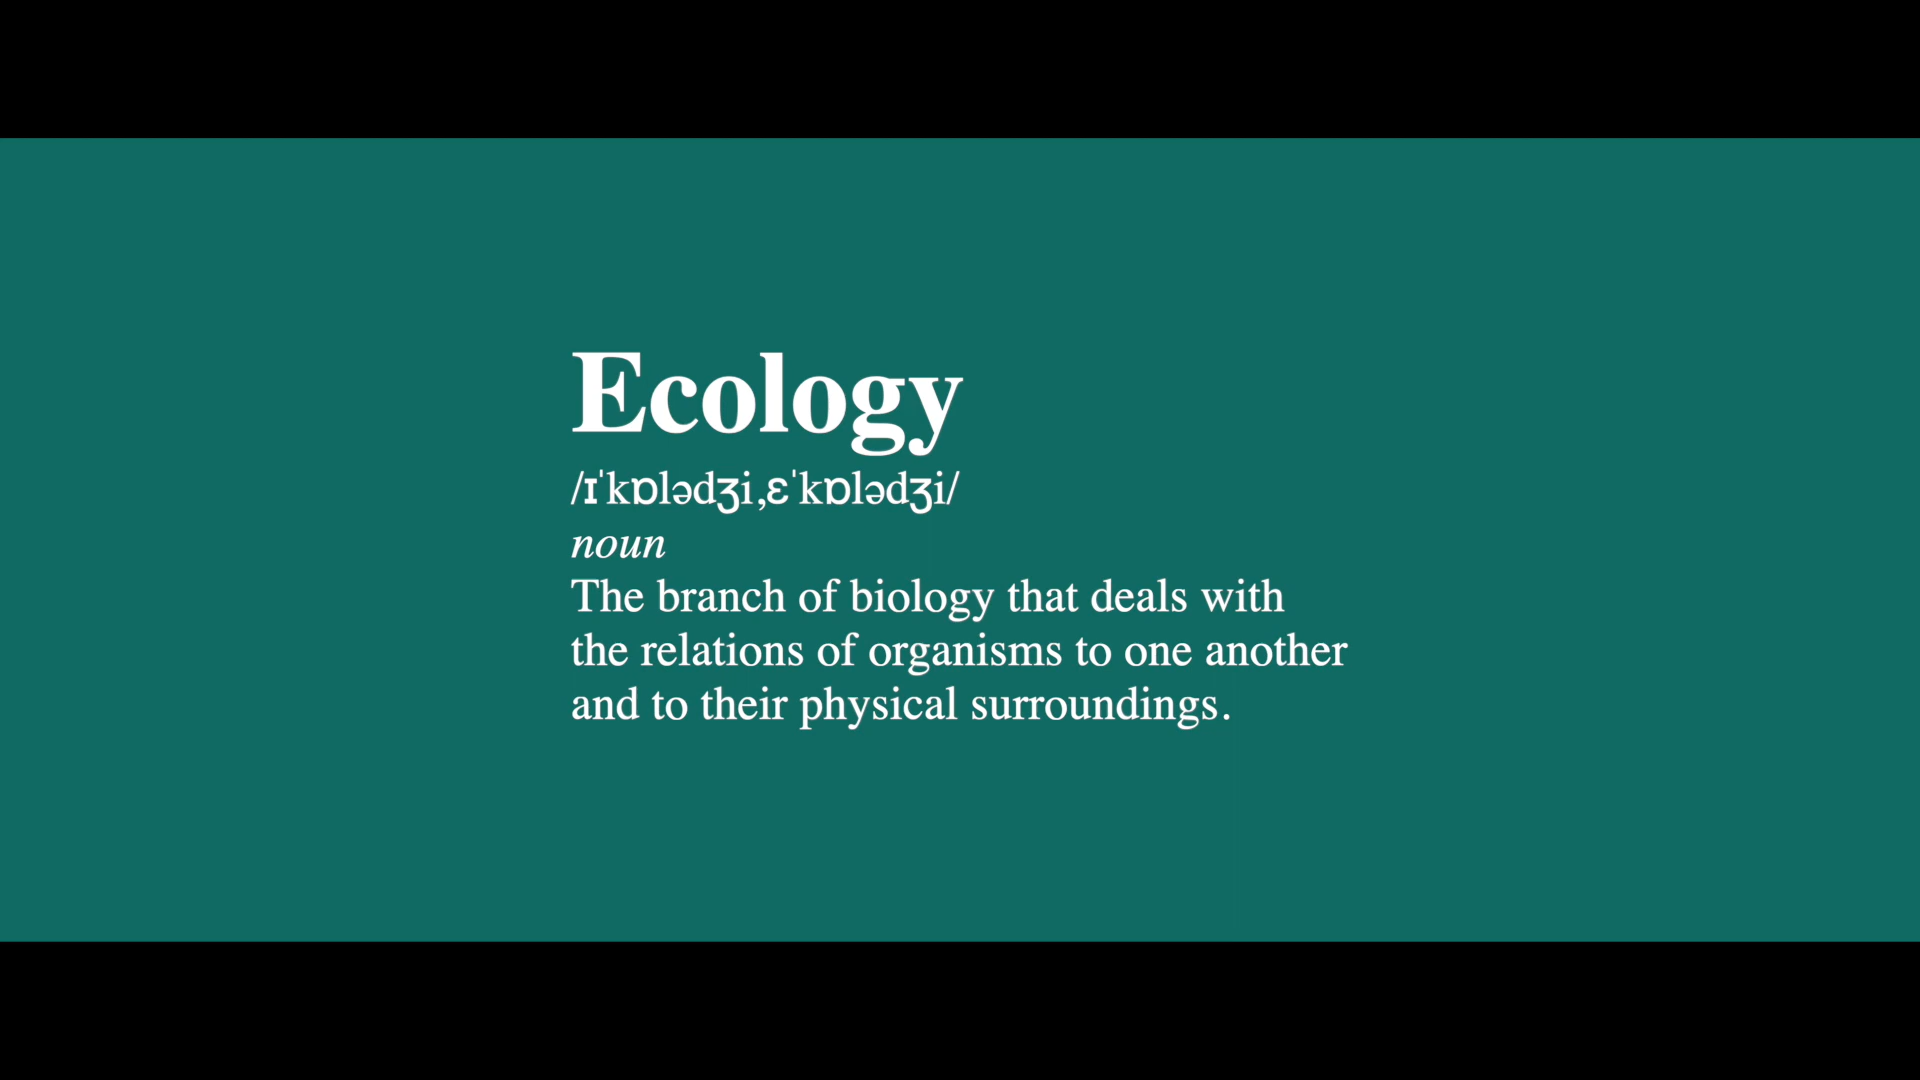 Ecology
/ɪˈkɒlədʒi,ɛˈkɒlədʒi/
noun
The branch of biology that deals with
the relations of organisms to one another
and to their physical surroundings.